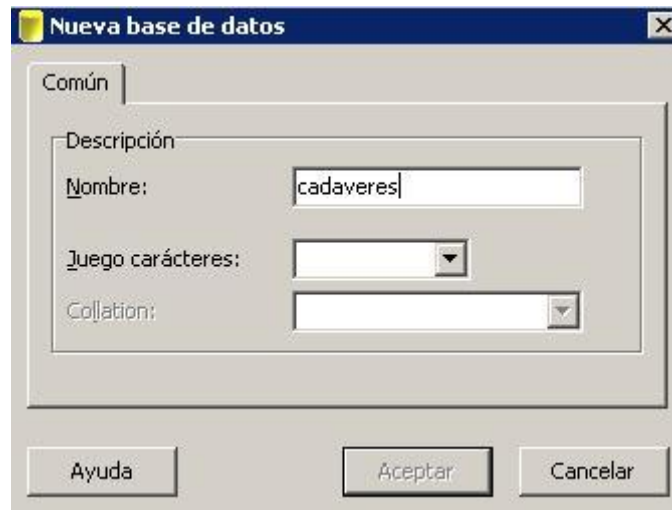 Nueva base de datos
Común
Descripción
Nombre: cadaveres
Juego carácteres:
Collation:
Ayuda Aceptar Cancelar